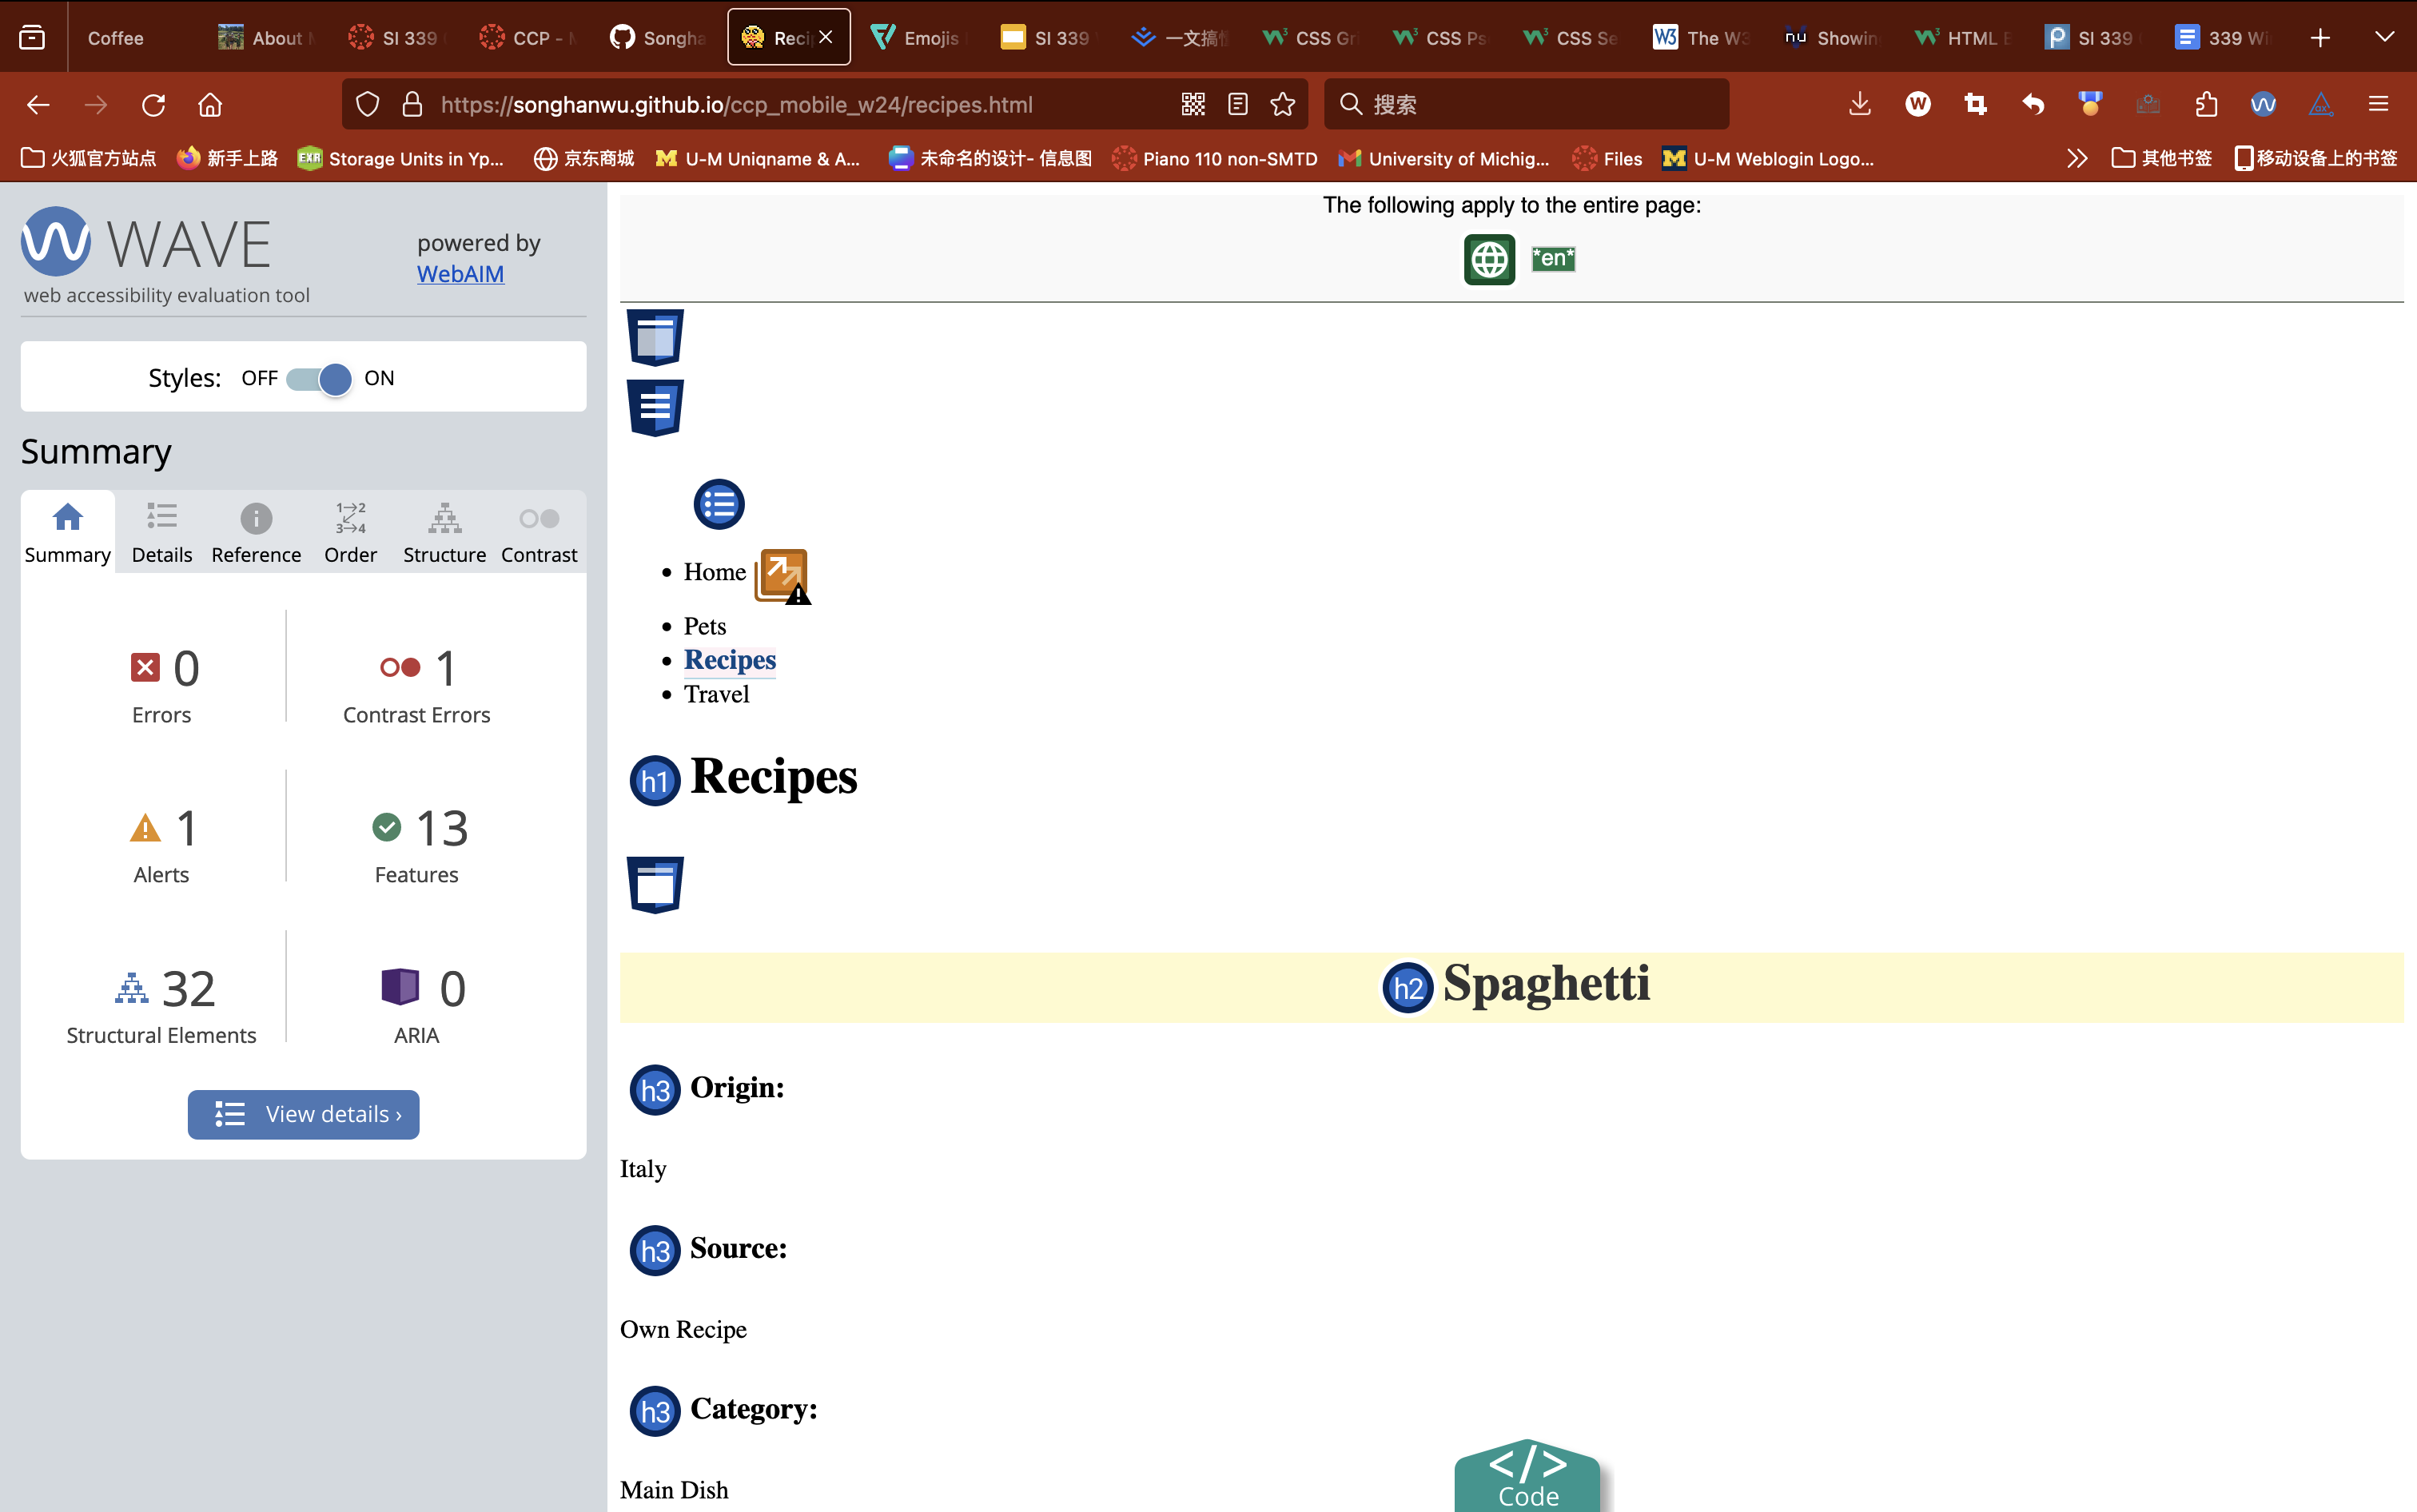 Coffee About SI 339 CCP - Songha Reci Emojis SI 339 一文搞 CSS Gr CSS Ps CSS Se The W3 nu Showin HTML E SI 339 339 Wi
https://songhanwu.github.io/ccp_mobile_w24/recipes.html 搜索
火狐官方站点 新手上路 EXR Storage Units in Yp... 京东商城 U-M Uniqname & A... 未命名的设计- 信息图 Piano 110 non-SMTD University of Michig... Files U-M Weblogin Logo... 其他书签 移动设备上的书签
WAVE
powered by
WebAIM
web accessibility evaluation tool
Styles: OFF ON
Summary
Summary Details Reference Order Structure Contrast
0
Errors
1
Contrast Errors
1
Alerts
13
Features
32
Structural Elements
0
ARIA
View details ›
The following apply to the entire page:
*en*
Home
Pets
Recipes
Travel
h1 Recipes
h2 Spaghetti
h3 Origin:
Italy
h3 Source:
Own Recipe
h3 Category:
Main Dish
</>
Code